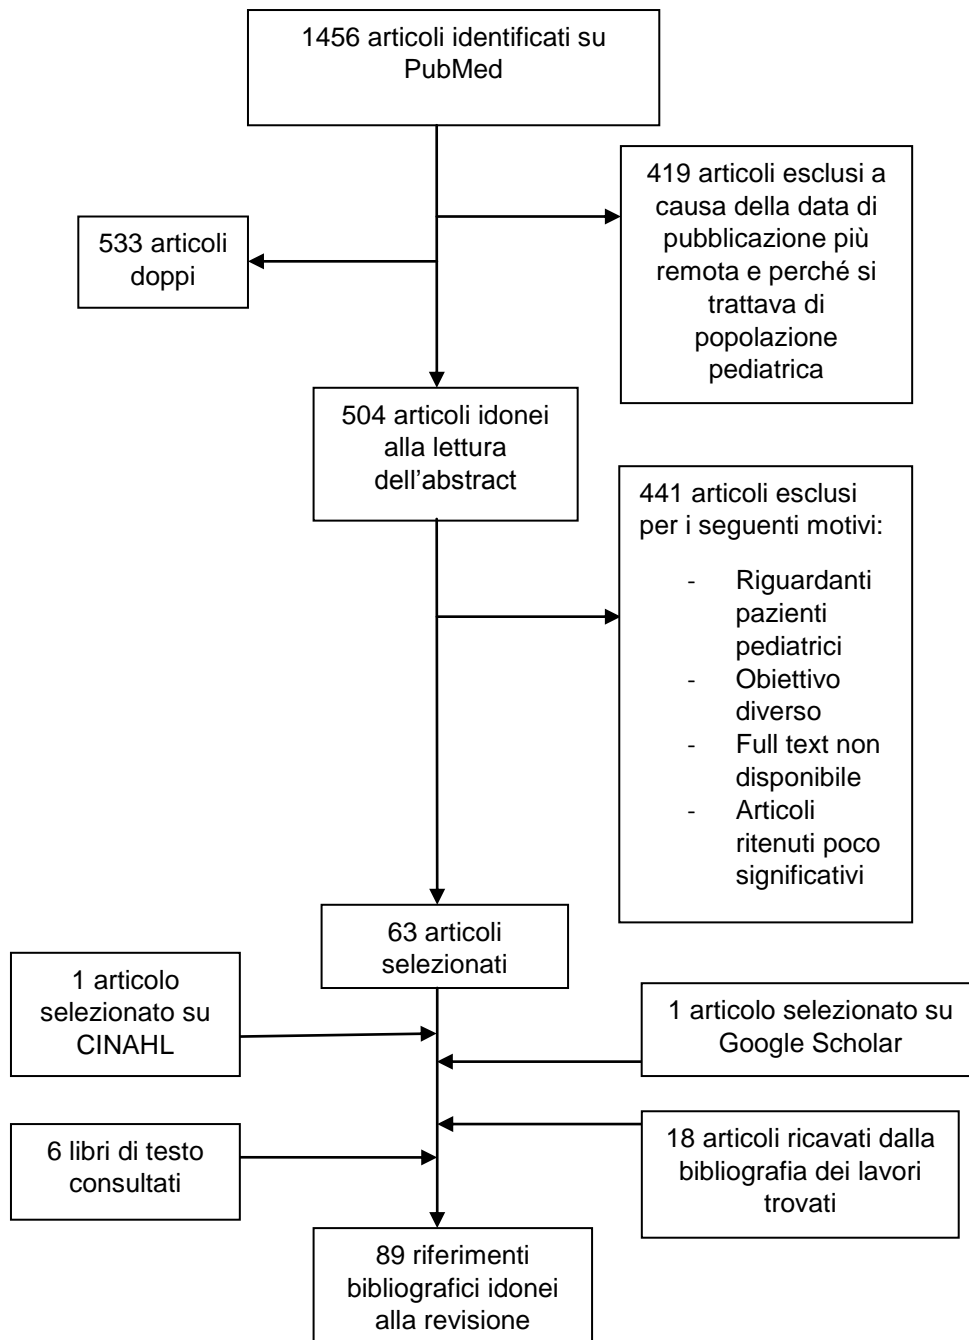 1456 articoli identificati su
PubMed
419 articoli esclusi a
causa della data di
pubblicazione più
remota e perché si
trattava di
popolazione
pediatrica
533 articoli
doppi
504 articoli idonei
alla lettura
dell’abstract
441 articoli esclusi
per i seguenti motivi:
- Riguardanti
pazienti
pediatrici
- Obiettivo
diverso
- Full text non
disponibile
- Articoli
ritenuti poco
significativi
63 articoli
selezionati
1 articolo
selezionato su
CINAHL
1 articolo selezionato su
Google Scholar
6 libri di testo
consultati
18 articoli ricavati dalla
bibliografia dei lavori
trovati
89 riferimenti
bibliografici idonei
alla revisione